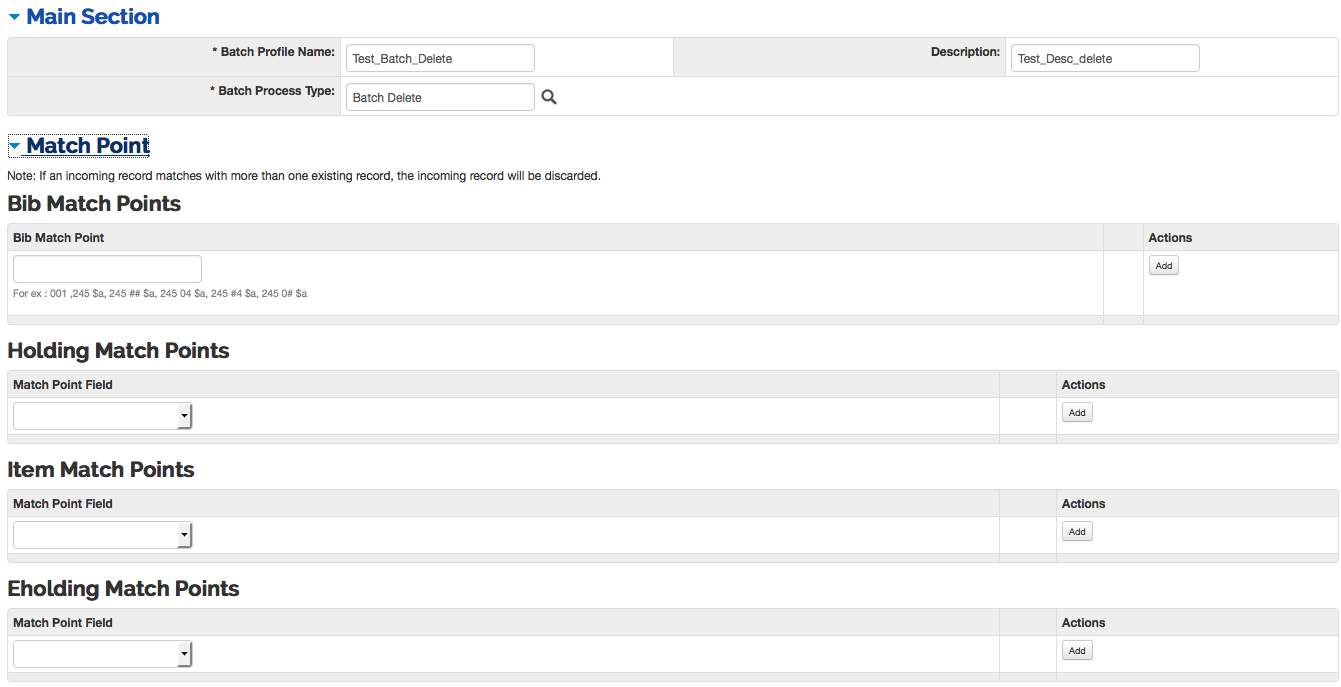 Main Section
* Batch Profile Name: Test_Batch_Delete Description: Test_Desc_delete
* Batch Process Type: Batch Delete
Match Point
Note: If an incoming record matches with more than one existing record, the incoming record will be discarded.
Bib Match Points
Bib Match Point Actions
Add
For ex : 001 ,245 $a, 245 ## $a, 245 04 $a, 245 #4 $a, 245 0# $a
Holding Match Points
Match Point Field Actions
Add
Item Match Points
Match Point Field Actions
Add
Eholding Match Points
Match Point Field Actions
Add